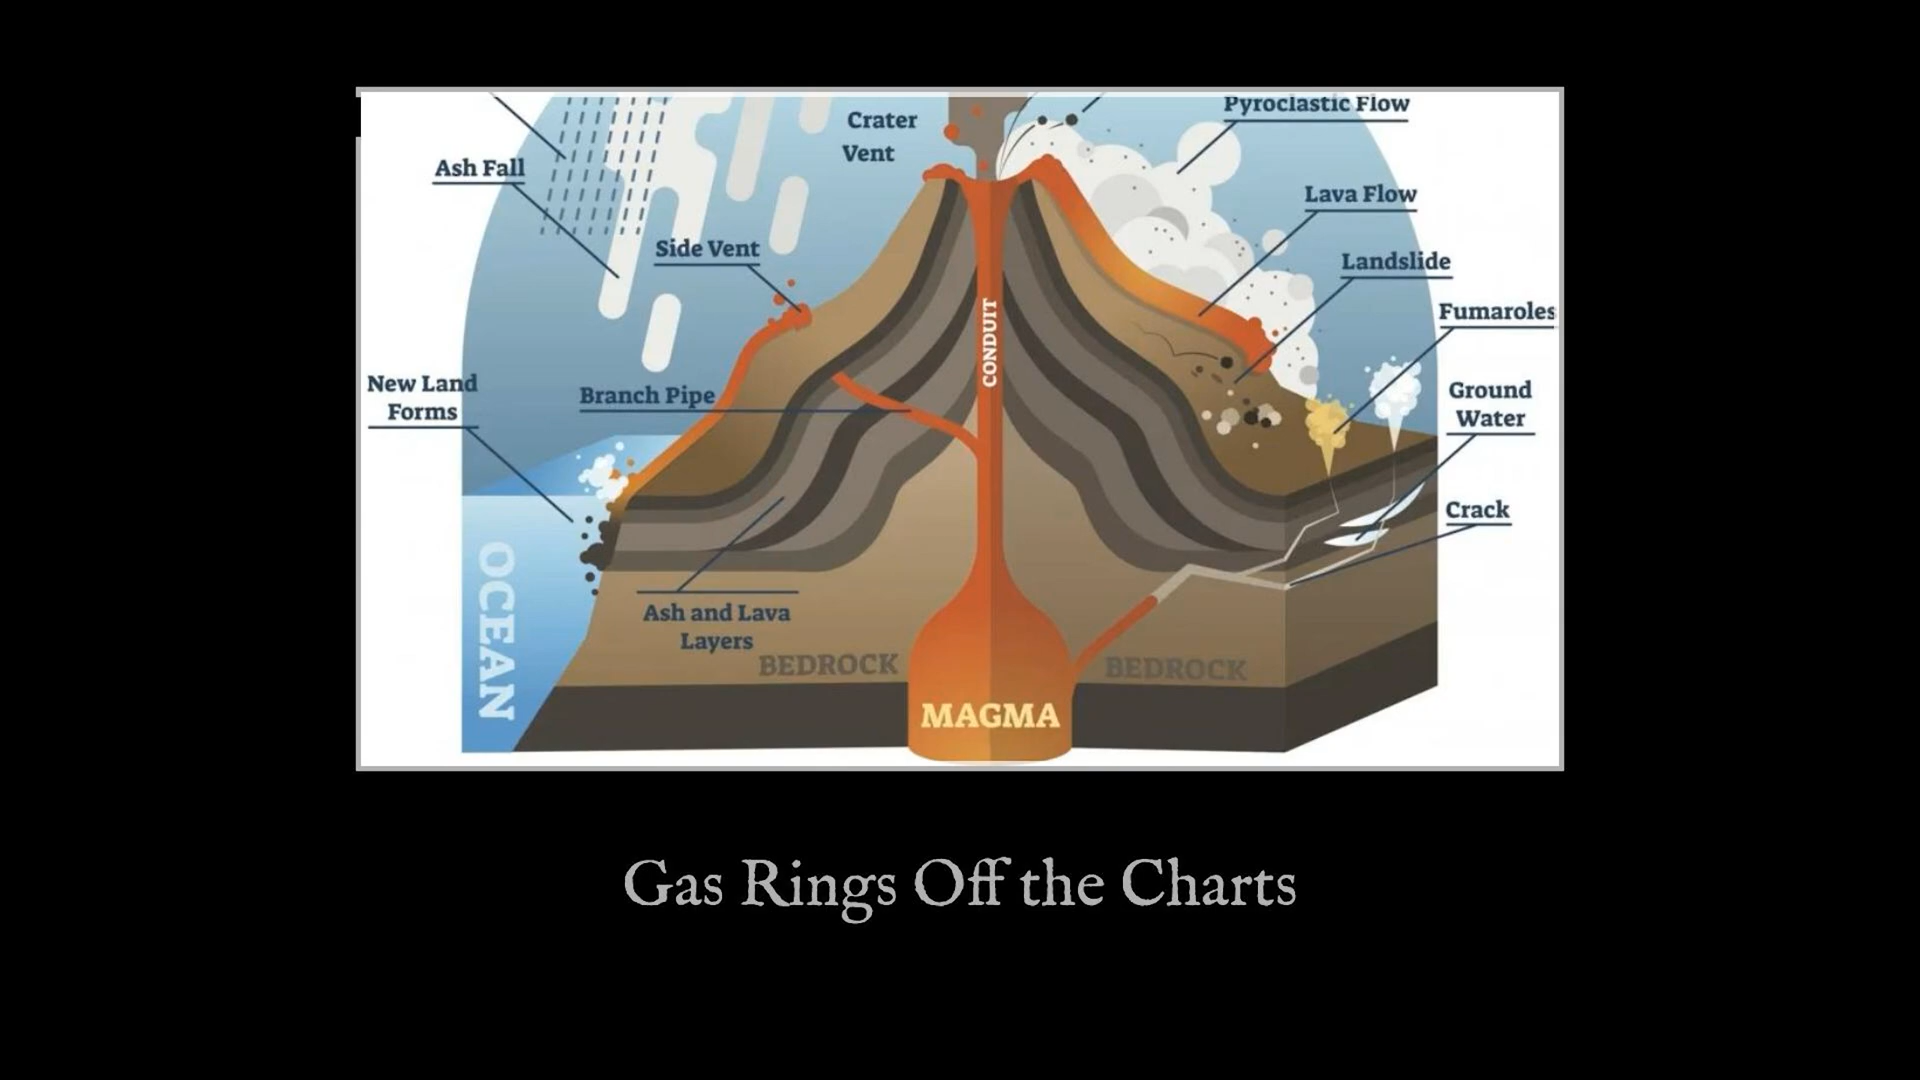 Pyroclastic Flow
Crater
Vent
Ash Fall
Lava Flow
Side Vent
Landslide
Fumaroles
CONDUIT
New Land
Forms
Branch Pipe
Ground
Water
Crack
OCEAN
Ash and Lava
Layers
BEDROCK
BEDROCK
MAGMA
Gas Rings Off the Charts